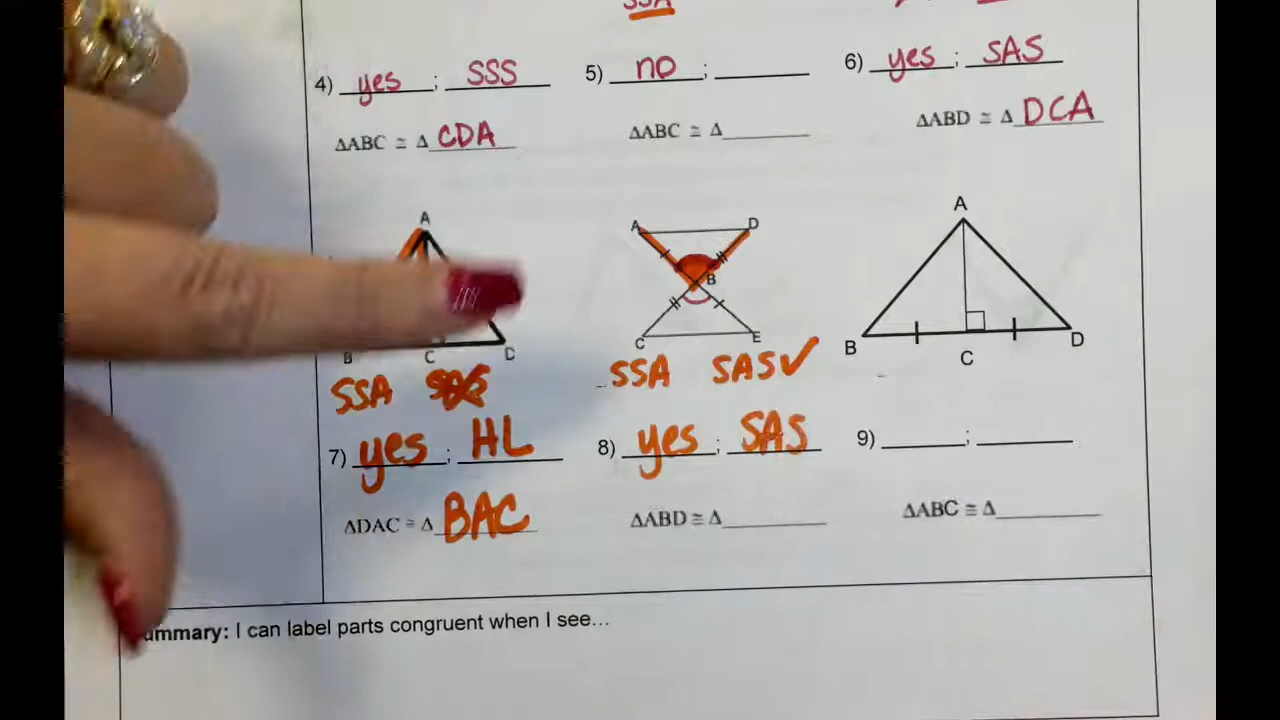 SSA
4) yes ; SSS 5) no ; 6) yes ; SAS
ΔABC ≅ Δ CDA ΔABC ≅ Δ ΔABD ≅ Δ DCA
A A D A
B
B C D C E B C D
SSA SAS SSA SAS✓
7) yes ; HL 8) yes ; SAS 9) ;
ΔDAC ≅ Δ BAC ΔABD ≅ Δ ΔABC ≅ Δ
ummary: I can label parts congruent when I see...